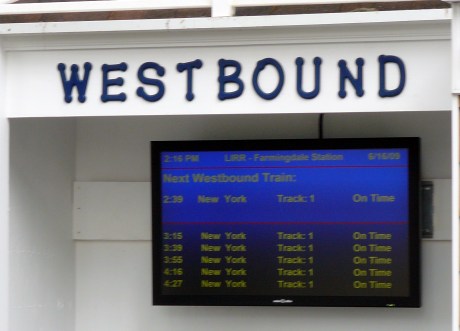 WESTBOUND
2:16 PM LIRR - Farmingdale Station 6/16/09
Next Westbound Train:
2:39 New York Track: 1 On Time
3:15 New York Track: 1 On Time
3:39 New York Track: 1 On Time
3:55 New York Track: 1 On Time
4:16 New York Track: 1 On Time
4:27 New York Track: 1 On Time